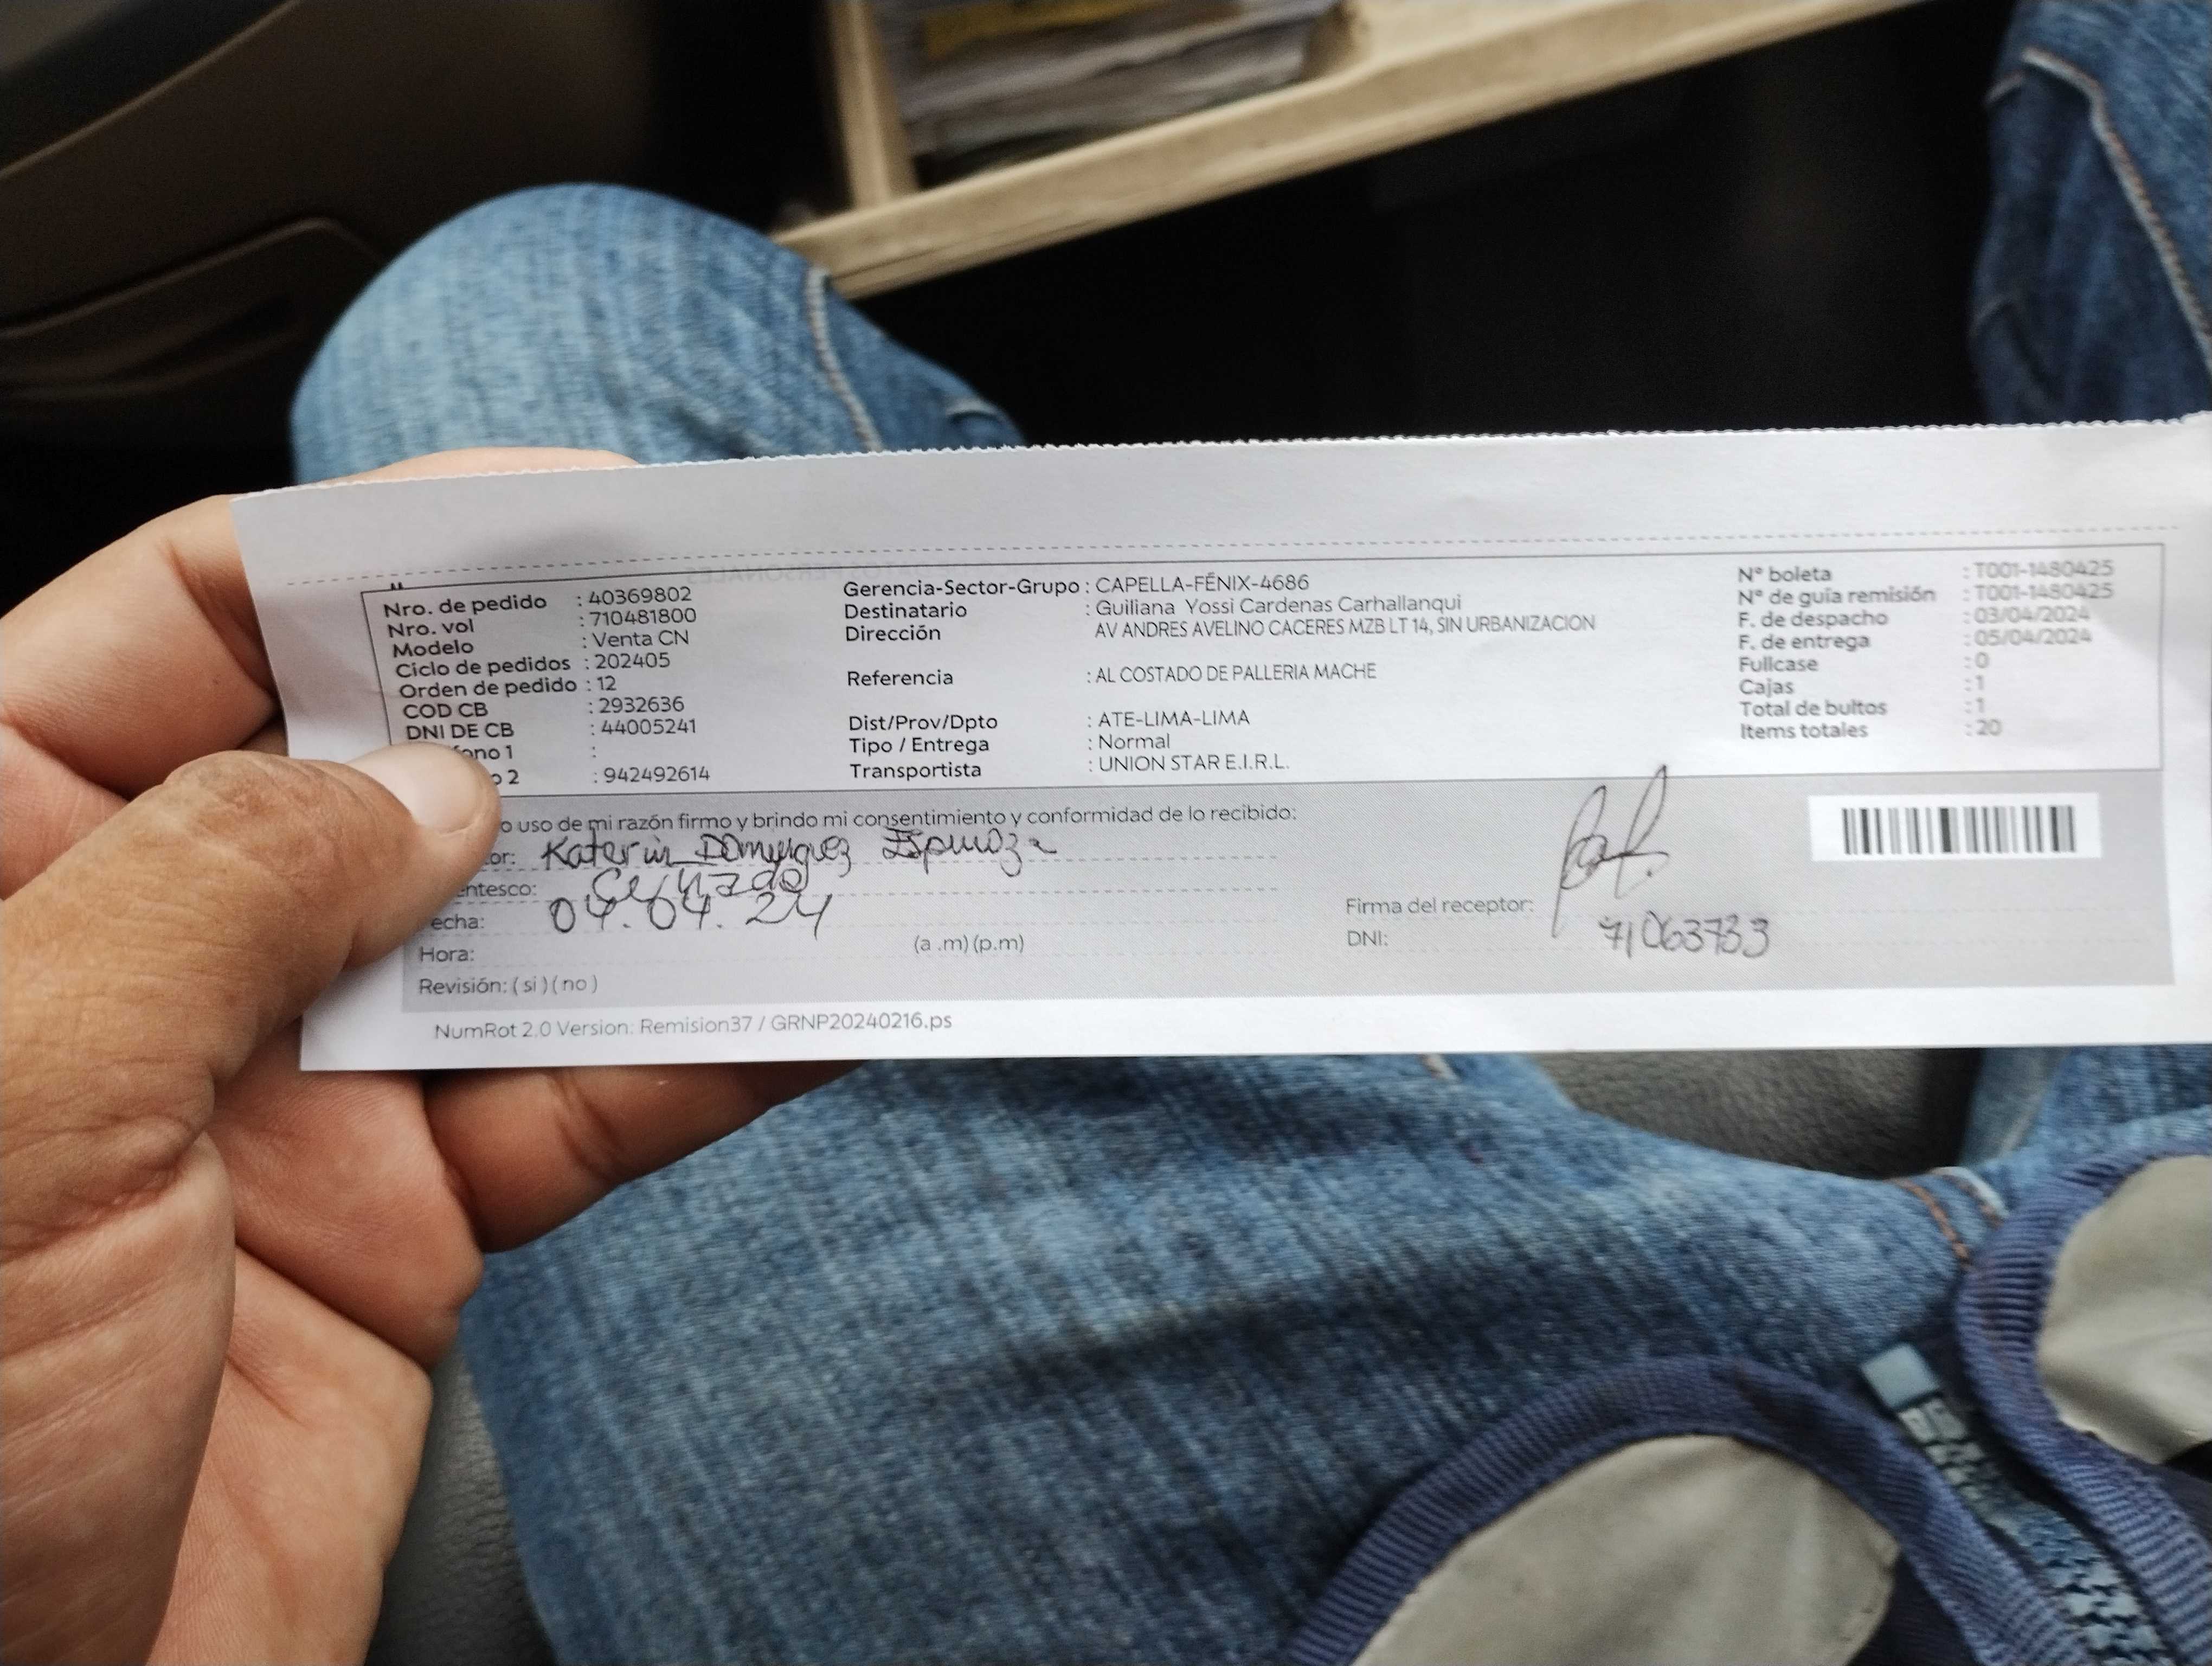 Nro. de pedido : 40369802
Nro. vol : 710481800
Modelo : Venta CN
Ciclo de pedidos : 202405
Orden de pedido : 12
COD CB : 2932636
DNI DE CB : 44005241
ono 1 :
o 2 : 942492614
Gerencia-Sector-Grupo : CAPELLA-FÉNIX-4686
Destinatario : Guiliana Yossi Cardenas Carhallanqui
Dirección AV ANDRES AVELINO CACERES MZB LT 14, SIN URBANIZACION
Referencia : AL COSTADO DE PALLERIA MACHE
Dist/Prov/Dpto : ATE-LIMA-LIMA
Tipo / Entrega : Normal
Transportista : UNION STAR E.I.R.L.
N° boleta : T001-1480425
N° de guía remisión : T001-1480425
F. de despacho : 03/04/2024
F. de entrega : 05/04/2024
Fullcase : 0
Cajas : 1
Total de bultos : 1
Items totales : 20
o uso de mi razón firmo y brindo mi consentimiento y conformidad de lo recibido:
tor: Katerin Dominguez Espinoza
entesco:
echa: 04.04.24
Hora: (a .m) (p.m)
Revisión: ( si ) ( no )
Firma del receptor:
DNI: 71063733
NumRot 2.0 Version: Remision37 / GRNP20240216.ps